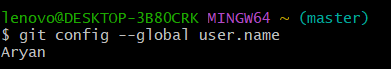 lenovo@DESKTOP-3B80CRK MINGW64 ~ (master)
$ git config --global user.name
Aryan